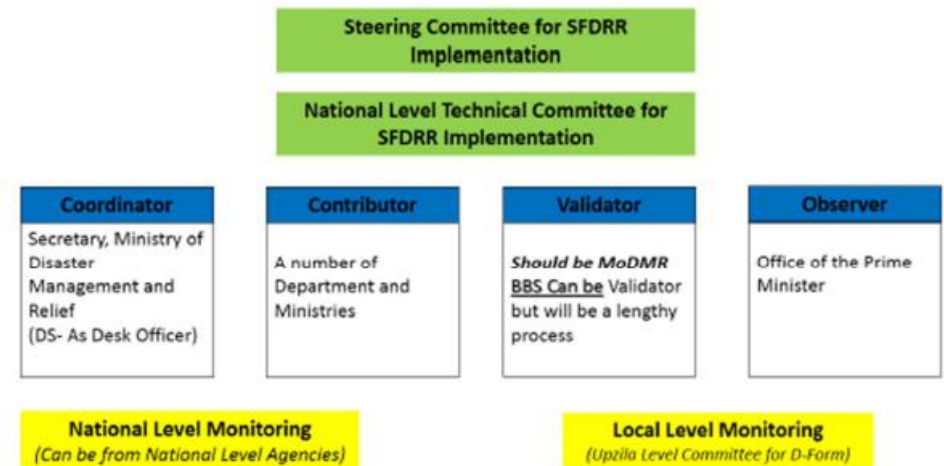 Steering Committee for SFDRR
Implementation
National Level Technical Committee for
SFDRR Implementation
Coordinator
Secretary, Ministry of
Disaster
Management and
Relief
(DS- As Desk Officer)
Contributor
A number of
Department and
Ministries
Validator
Should be MoDMR
BBS Can be Validator
but will be a lengthy
process
Observer
Office of the Prime
Minister
National Level Monitoring
(Can be from National Level Agencies)
Local Level Monitoring
(Upzila Level Committee for D-Form)